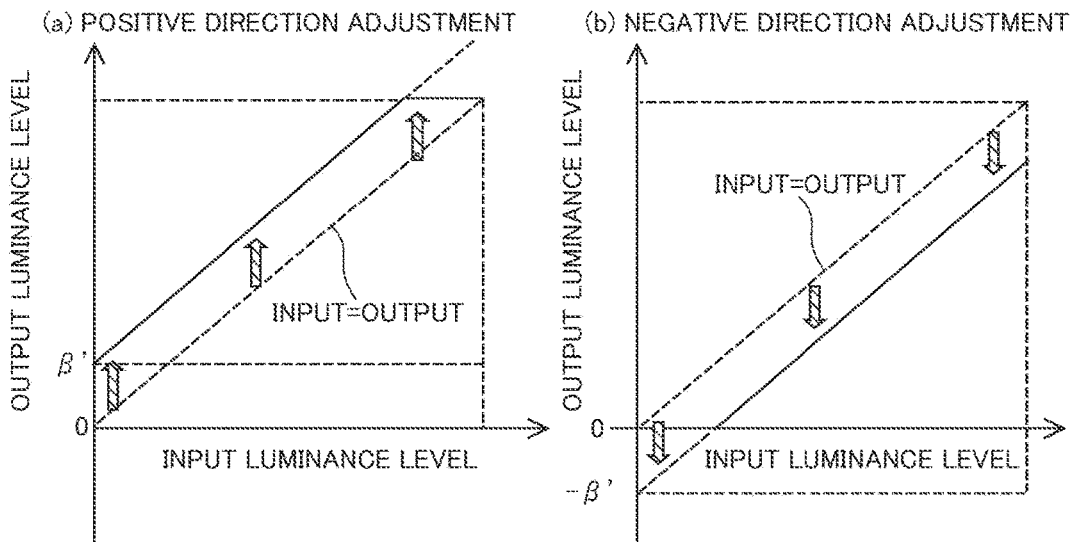 (a) POSITIVE DIRECTION ADJUSTMENT
OUTPUT LUMINANCE LEVEL
INPUT=OUTPUT
β'
0
INPUT LUMINANCE LEVEL
(b) NEGATIVE DIRECTION ADJUSTMENT
OUTPUT LUMINANCE LEVEL
INPUT=OUTPUT
0
INPUT LUMINANCE LEVEL
-β'